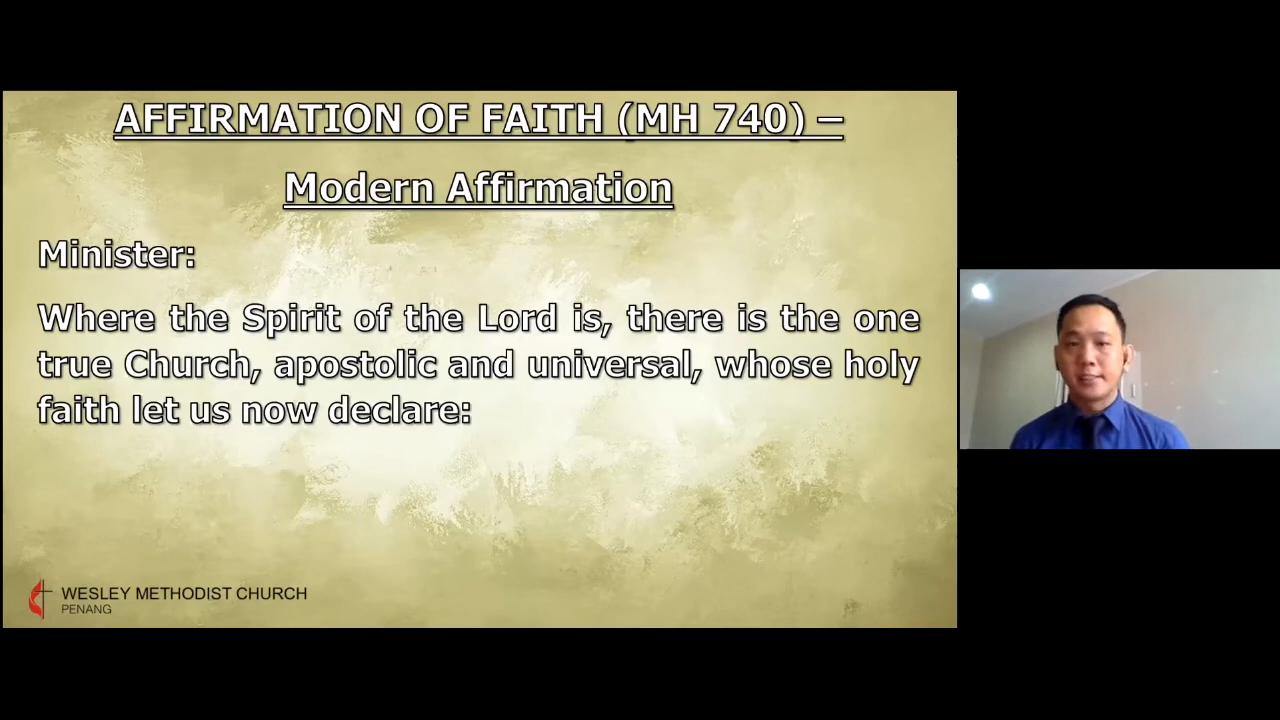 AFFIRMATION OF FAITH (MH 740) –
Modern Affirmation
Minister:
Where the Spirit of the Lord is, there is the one
true Church, apostolic and universal, whose holy
faith let us now declare:
WESLEY METHODIST CHURCH
PENANG